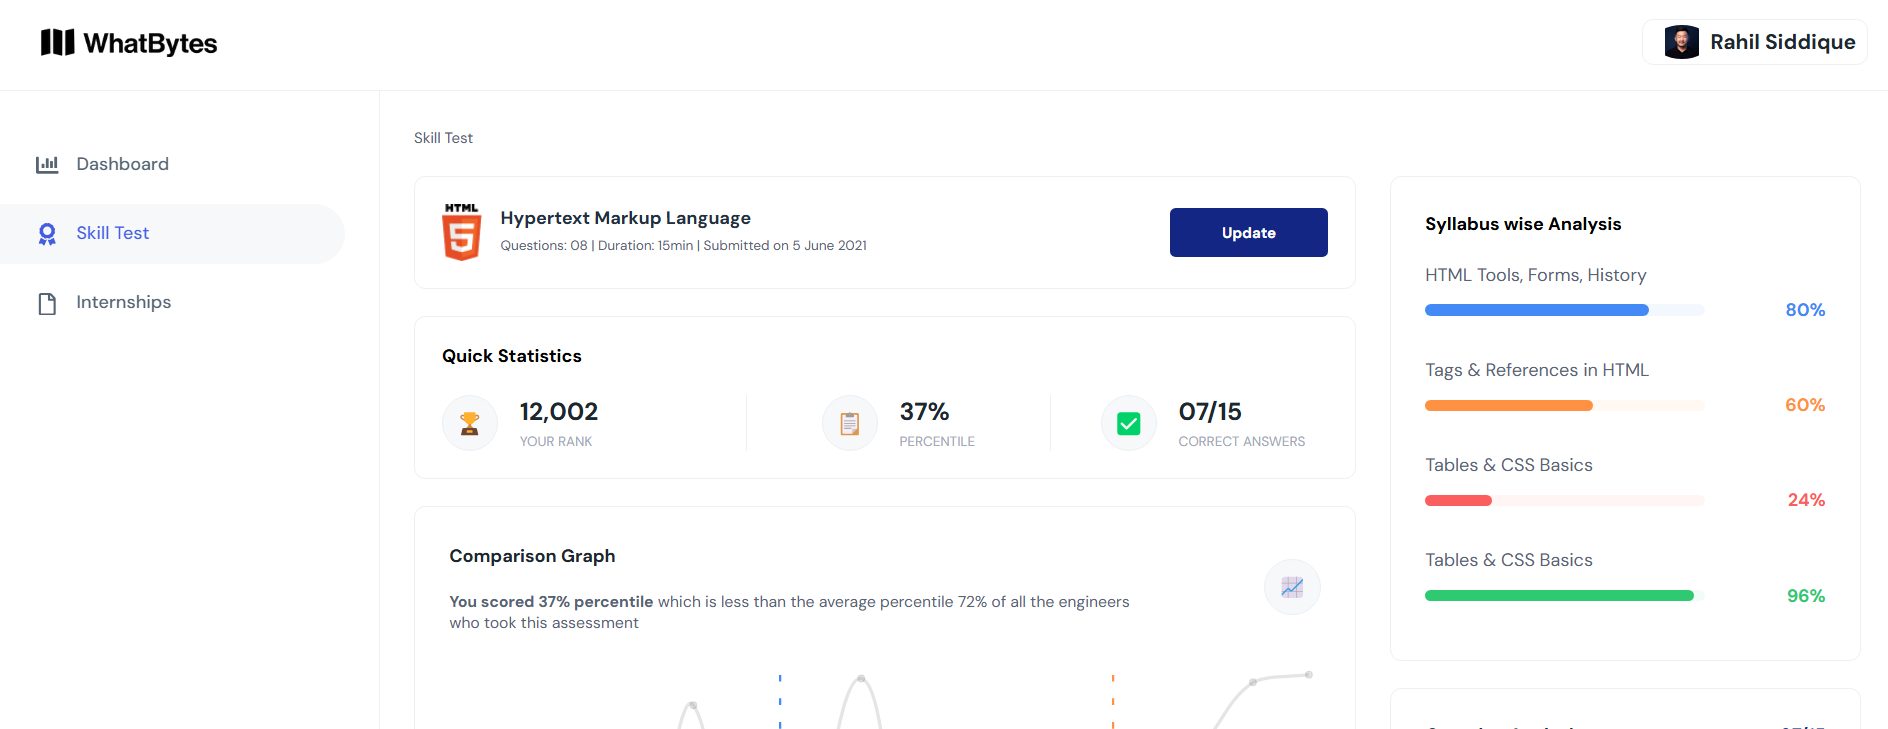 WhatBytes
Rahil Siddique
Dashboard
Skill Test
Internships
Skill Test
HTML
5
Hypertext Markup Language
Questions: 08 | Duration: 15min | Submitted on 5 June 2021
Update
Quick Statistics
12,002
YOUR RANK
37%
PERCENTILE
07/15
CORRECT ANSWERS
Comparison Graph
You scored 37% percentile which is less than the average percentile 72% of all the engineers
who took this assessment
Syllabus wise Analysis
HTML Tools, Forms, History
80%
Tags & References in HTML
60%
Tables & CSS Basics
24%
Tables & CSS Basics
96%